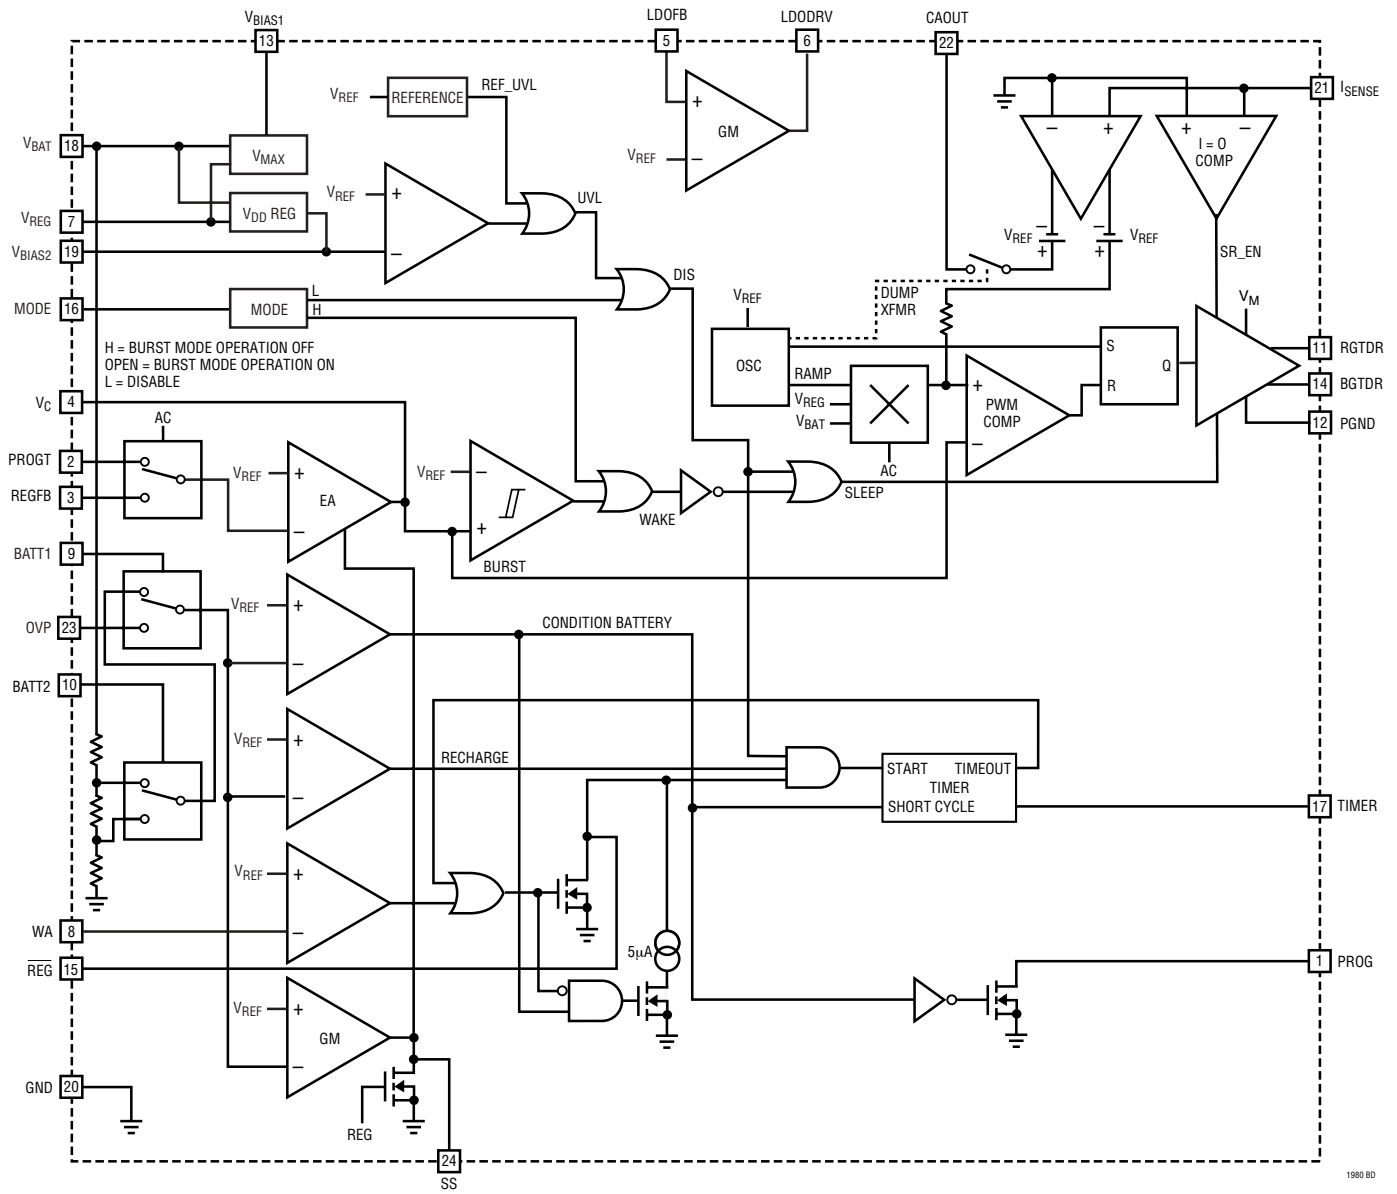 VBIAS1
13
LDOFB
5
LDODRV
6
CAOUT
22
21
ISENSE
VREF
REFERENCE
REF_UVL
+
GM
VREF
–
–
+
+
–
I = 0
COMP
VBAT
18
VMAX
VREF
+
UVL
VREG
7
VDD REG
VBIAS2
19
–
–
VREF
+
–
VREF
+
SR_EN
MODE
16
MODE
L
H
DIS
VREF
DUMP
XFMR
VM
H = BURST MODE OPERATION OFF
OPEN = BURST MODE OPERATION ON
L = DISABLE
OSC
RAMP
VREG
VBAT
AC
+
PWM
COMP
–
S
R
Q
11
RGTDR
14
BGTDR
12
PGND
VC
4
AC
PROGT
2
REGFB
3
VREF
+
EA
–
VREF
–
+
BURST
WAKE
SLEEP
BATT1
9
OVP
23
VREF
+
–
CONDITION BATTERY
BATT2
10
VREF
+
–
RECHARGE
START
TIMEOUT
TIMER
SHORT CYCLE
17
TIMER
VREF
+
–
WA
8
REG
15
5µA
1
PROG
VREF
+
GM
–
GND
20
REG
24
SS
1980 BD